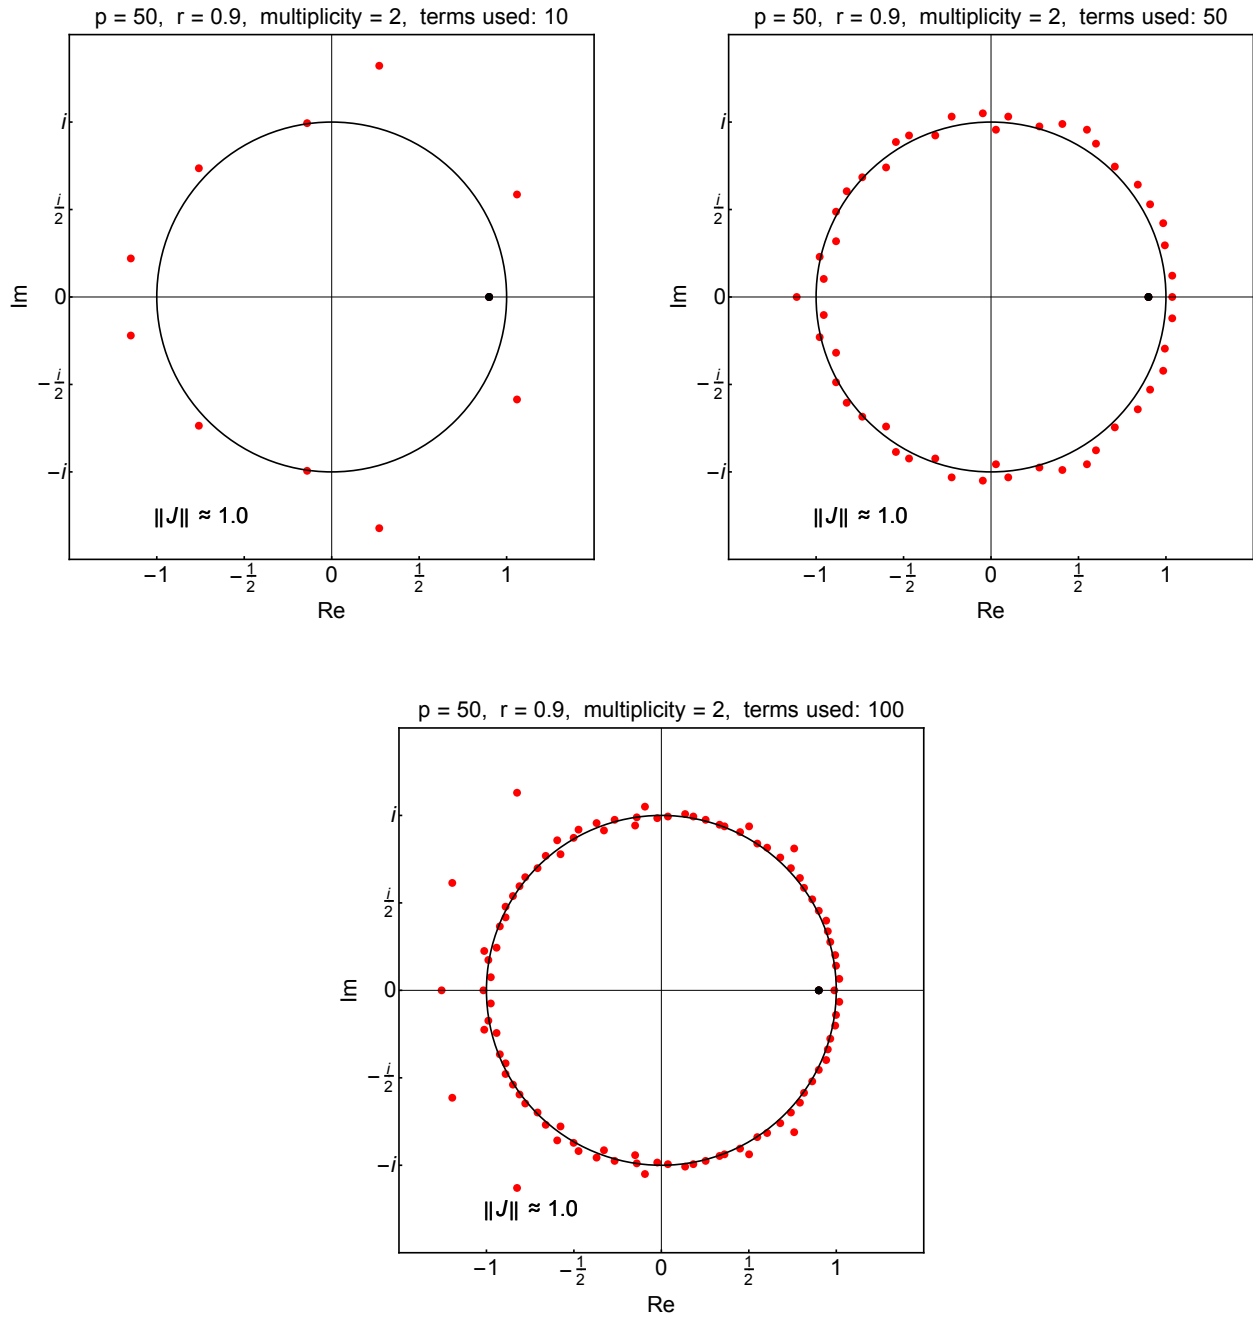 p = 50, r = 0.9, multiplicity = 2, terms used: 10
i
i/2
0
−i/2
−i
Im
‖J‖ ≈ 1.0
−1 −1/2 0 1/2 1
Re
p = 50, r = 0.9, multiplicity = 2, terms used: 50
i
i/2
0
−i/2
−i
Im
‖J‖ ≈ 1.0
−1 −1/2 0 1/2 1
Re
p = 50, r = 0.9, multiplicity = 2, terms used: 100
i
i/2
0
−i/2
−i
Im
‖J‖ ≈ 1.0
−1 −1/2 0 1/2 1
Re